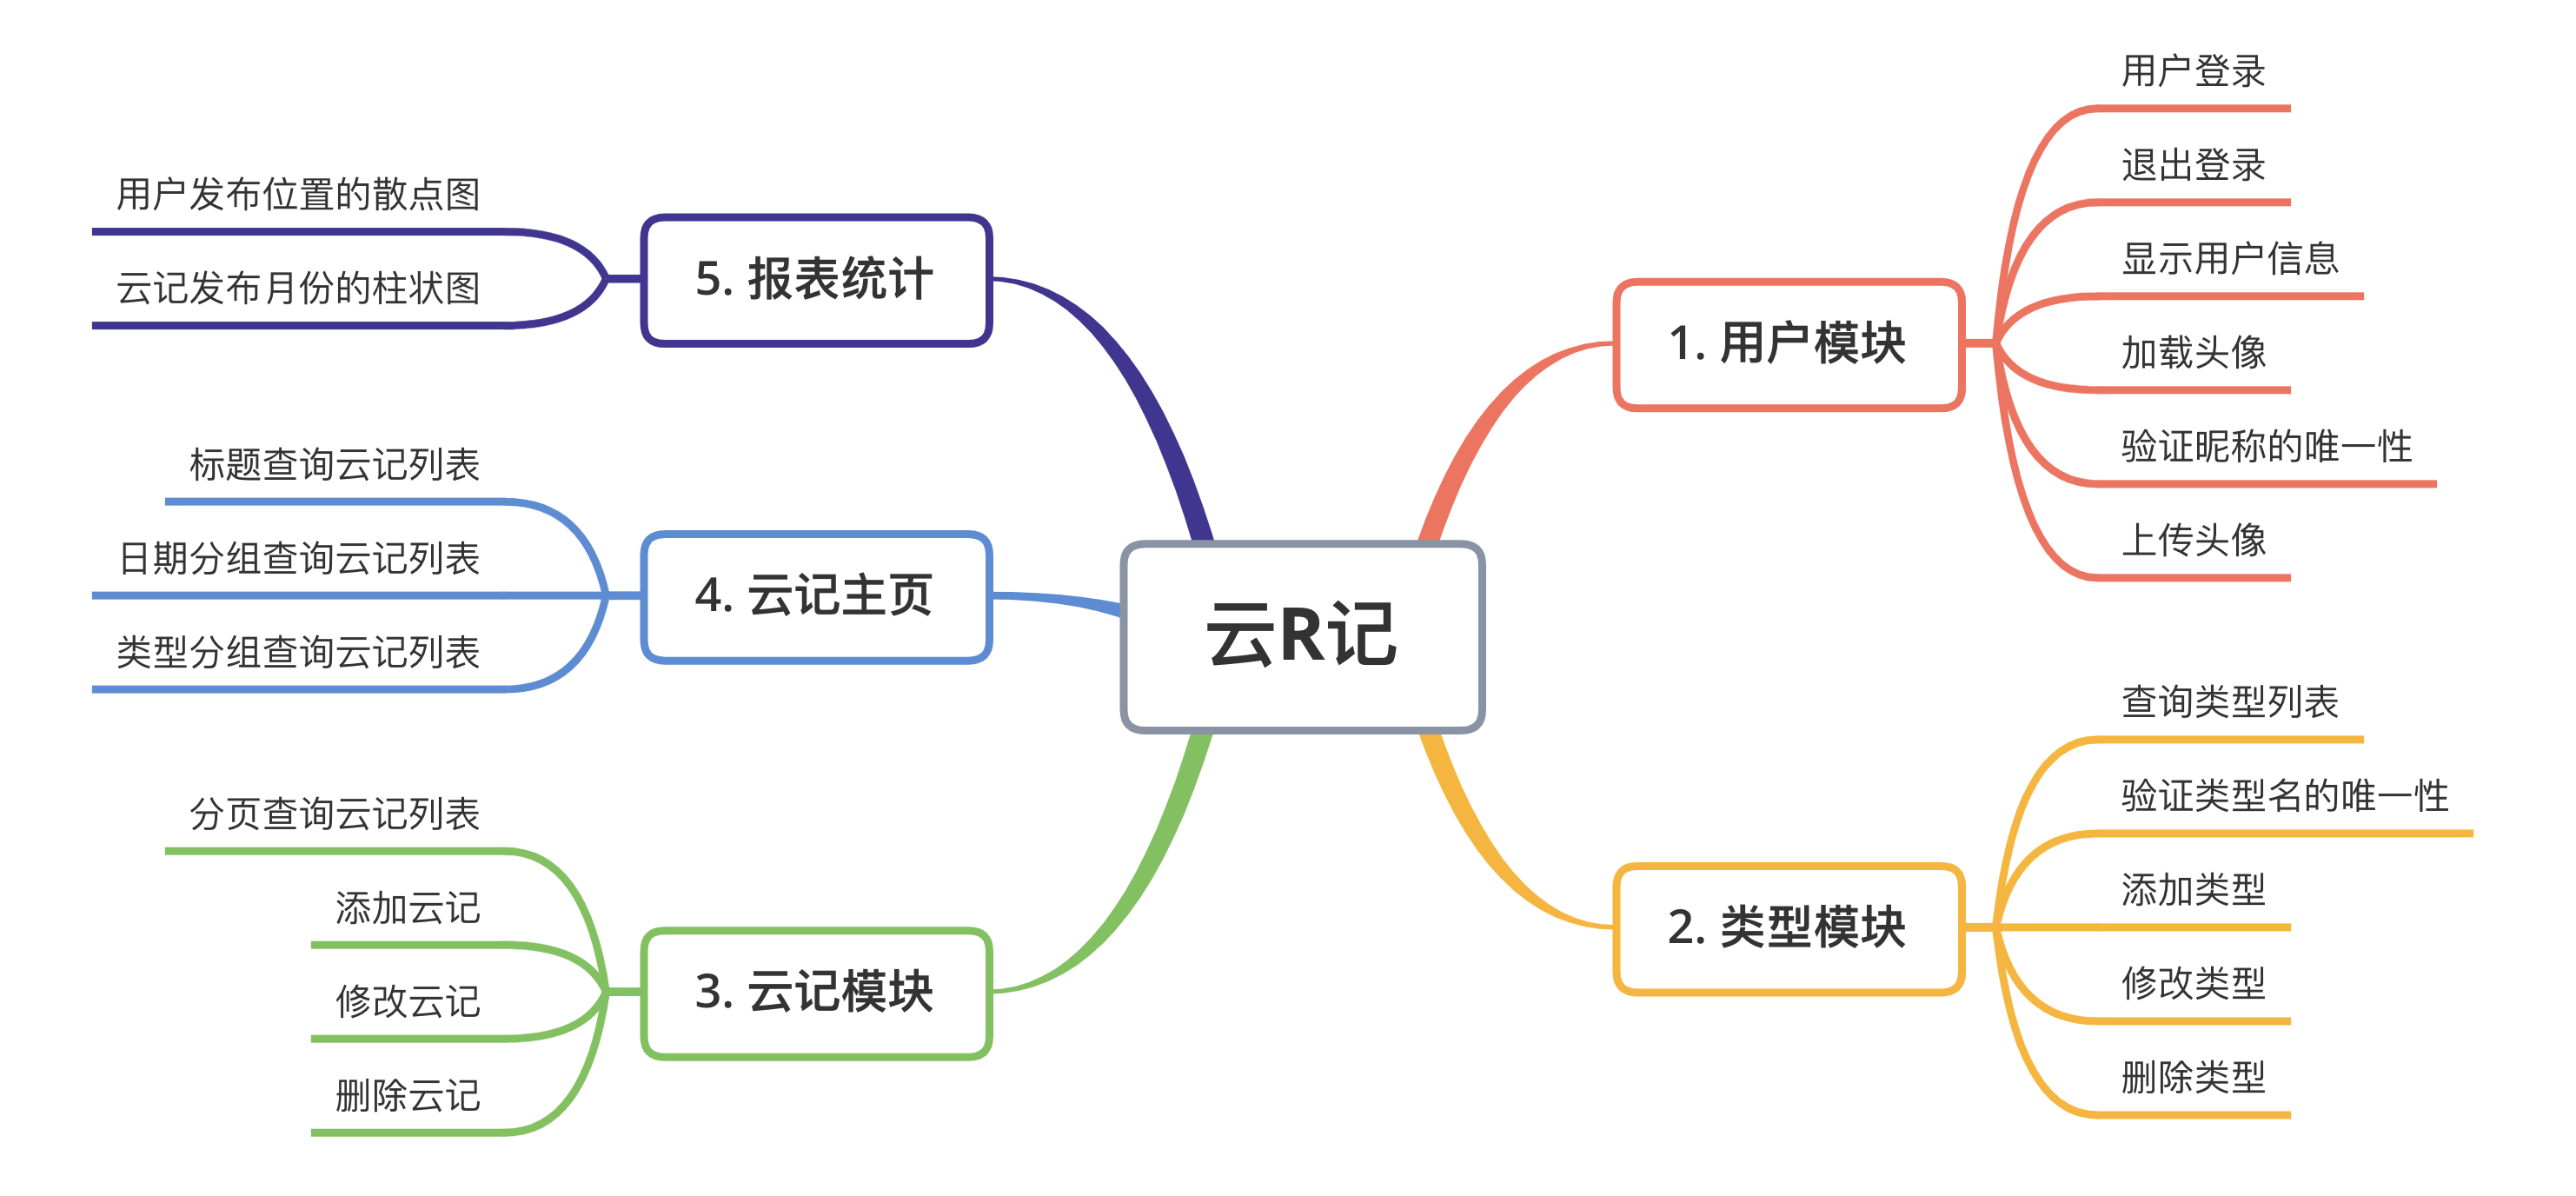 云R记
1. 用户模块
用户登录
退出登录
显示用户信息
加载头像
验证昵称的唯一性
上传头像
2. 类型模块
查询类型列表
验证类型名的唯一性
添加类型
修改类型
删除类型
3. 云记模块
分页查询云记列表
添加云记
修改云记
删除云记
4. 云记主页
标题查询云记列表
日期分组查询云记列表
类型分组查询云记列表
5. 报表统计
用户发布位置的散点图
云记发布月份的柱状图